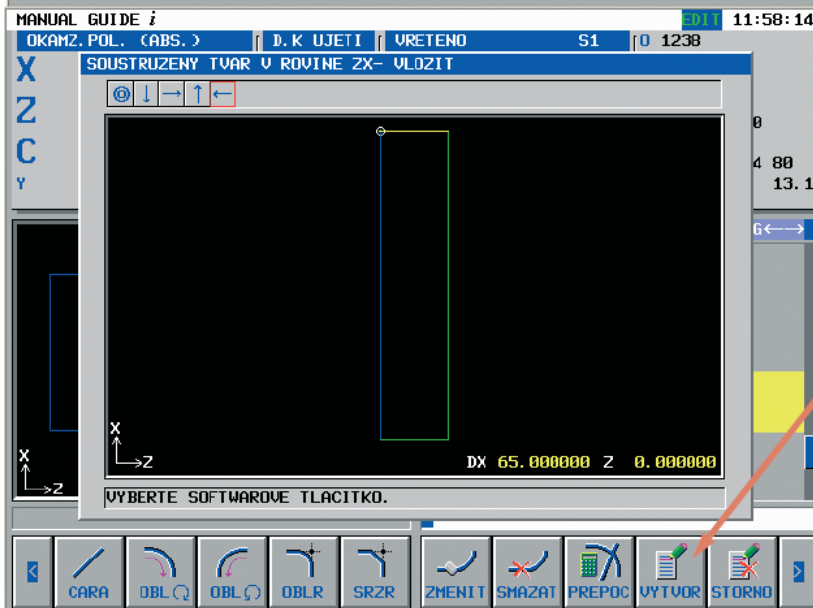 MANUAL GUIDE i EDIT 11:58:14
OKAMZ.POL. (ABS.) D.K UJETI VRETENO S1 O 1238
SOUSTRUZENY TVAR V ROVINE ZX- VLOZIT
X
Z
C
Y
0
4 80
13.1
G←--→
X
Z
DX 65.000000 Z 0.000000
X
Z
VYBERTE SOFTWAROVE TLACITKO.
< CARA OBL OBL OBLR SRZR ZMENIT SMAZAT PREPOC VYTVOR STORNO >